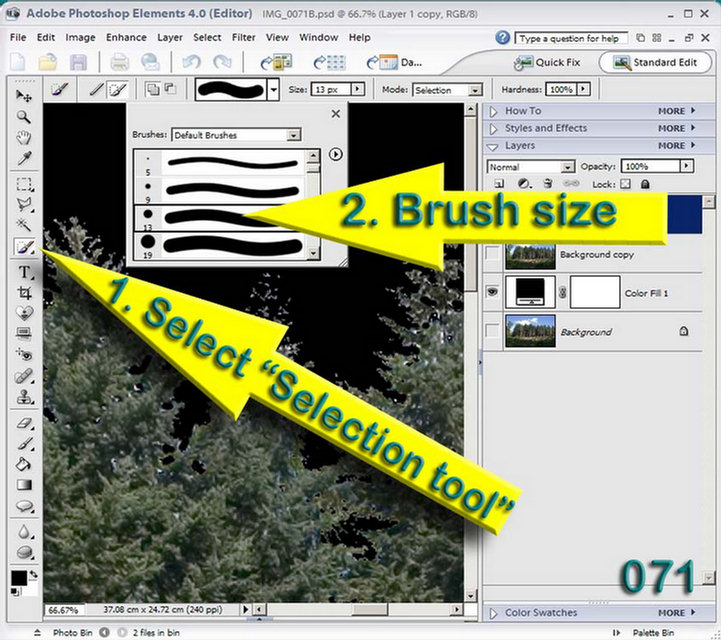 Adobe Photoshop Elements 4.0 (Editor) IMG_0071B.psd @ 66.7% (Layer 1 copy, RGB/8)
File Edit Image Enhance Layer Select Filter View Window Help Type a question for help
Da... Quick Fix Standard Edit
Size: 13 px Mode: Selection Hardness: 100%
Brushes: Default Brushes
5
9
13
19
How To MORE
Styles and Effects MORE
Layers MORE
Normal Opacity: 100%
Lock:
2. Brush size
Background copy
Color Fill 1
Background
1. Select “Selection tool”
071
66.67% 37.08 cm x 24.72 cm (240 ppi)
Color Swatches MORE
Photo Bin 2 files in bin Palette Bin